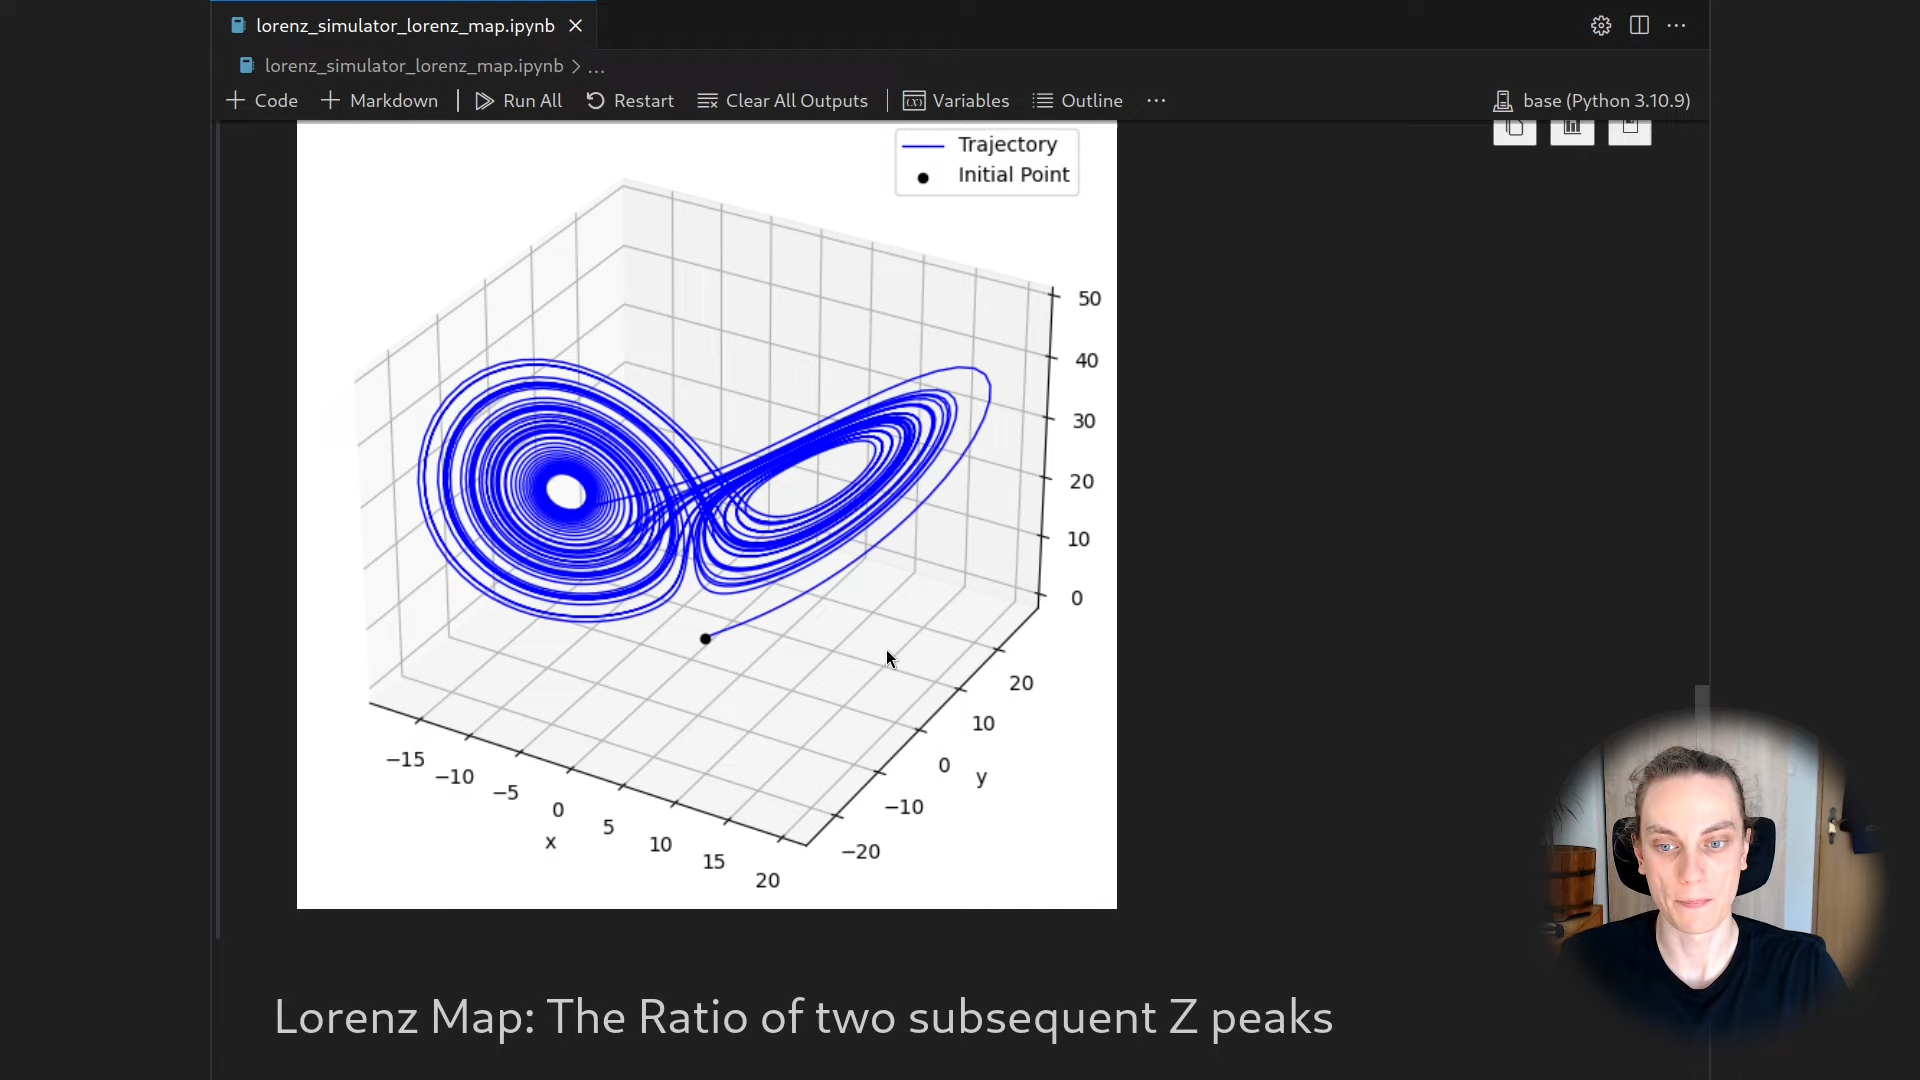 lorenz_simulator_lorenz_map.ipynb
lorenz_simulator_lorenz_map.ipynb > ...
Code Markdown Run All Restart Clear All Outputs Variables Outline ... base (Python 3.10.9)
Trajectory
Initial Point
50
40
30
20
10
0
20
10
0
−10
−20
y
−15
−10
−5
0
5
10
15
20
x
Lorenz Map: The Ratio of two subsequent Z peaks